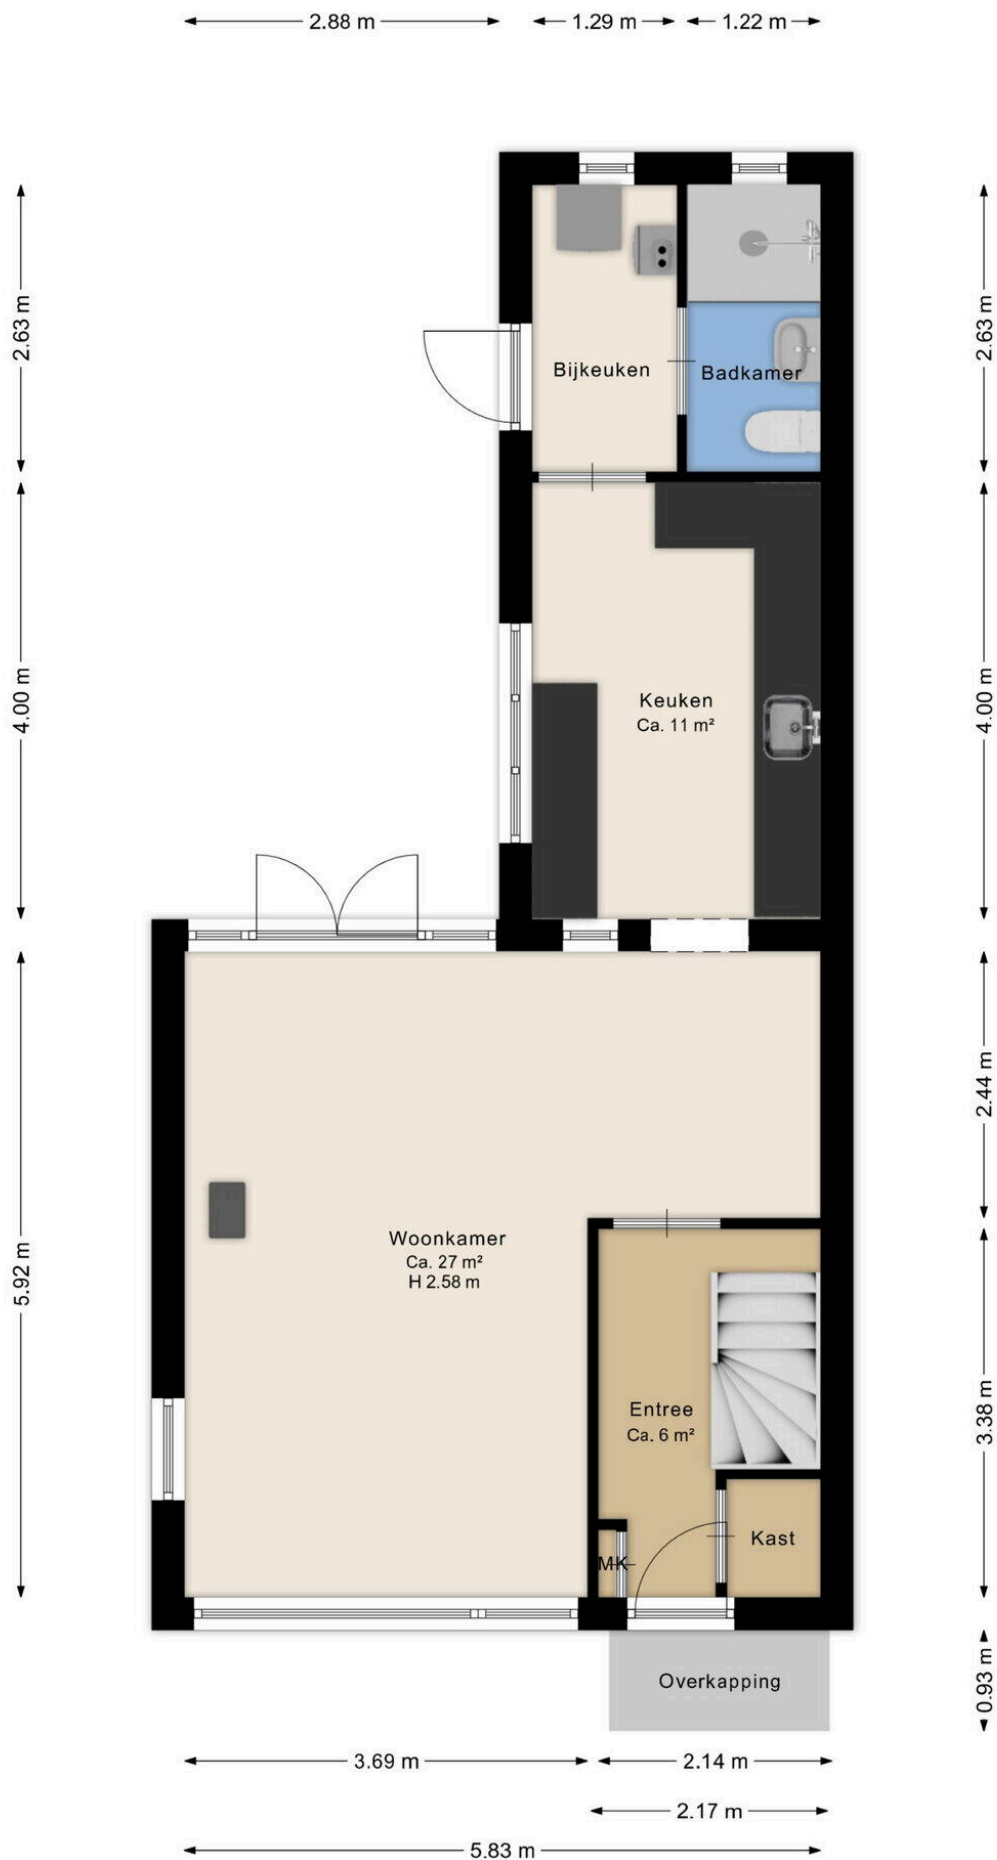 2.88 m
1.29 m
1.22 m
2.63 m
2.63 m
Bijkeuken
Badkamer
4.00 m
4.00 m
Keuken
Ca. 11 m²
2.44 m
5.92 m
Woonkamer
Ca. 27 m²
H 2.58 m
3.38 m
Entree
Ca. 6 m²
Kast
MK
Overkapping
0.93 m
3.69 m
2.14 m
2.17 m
5.83 m